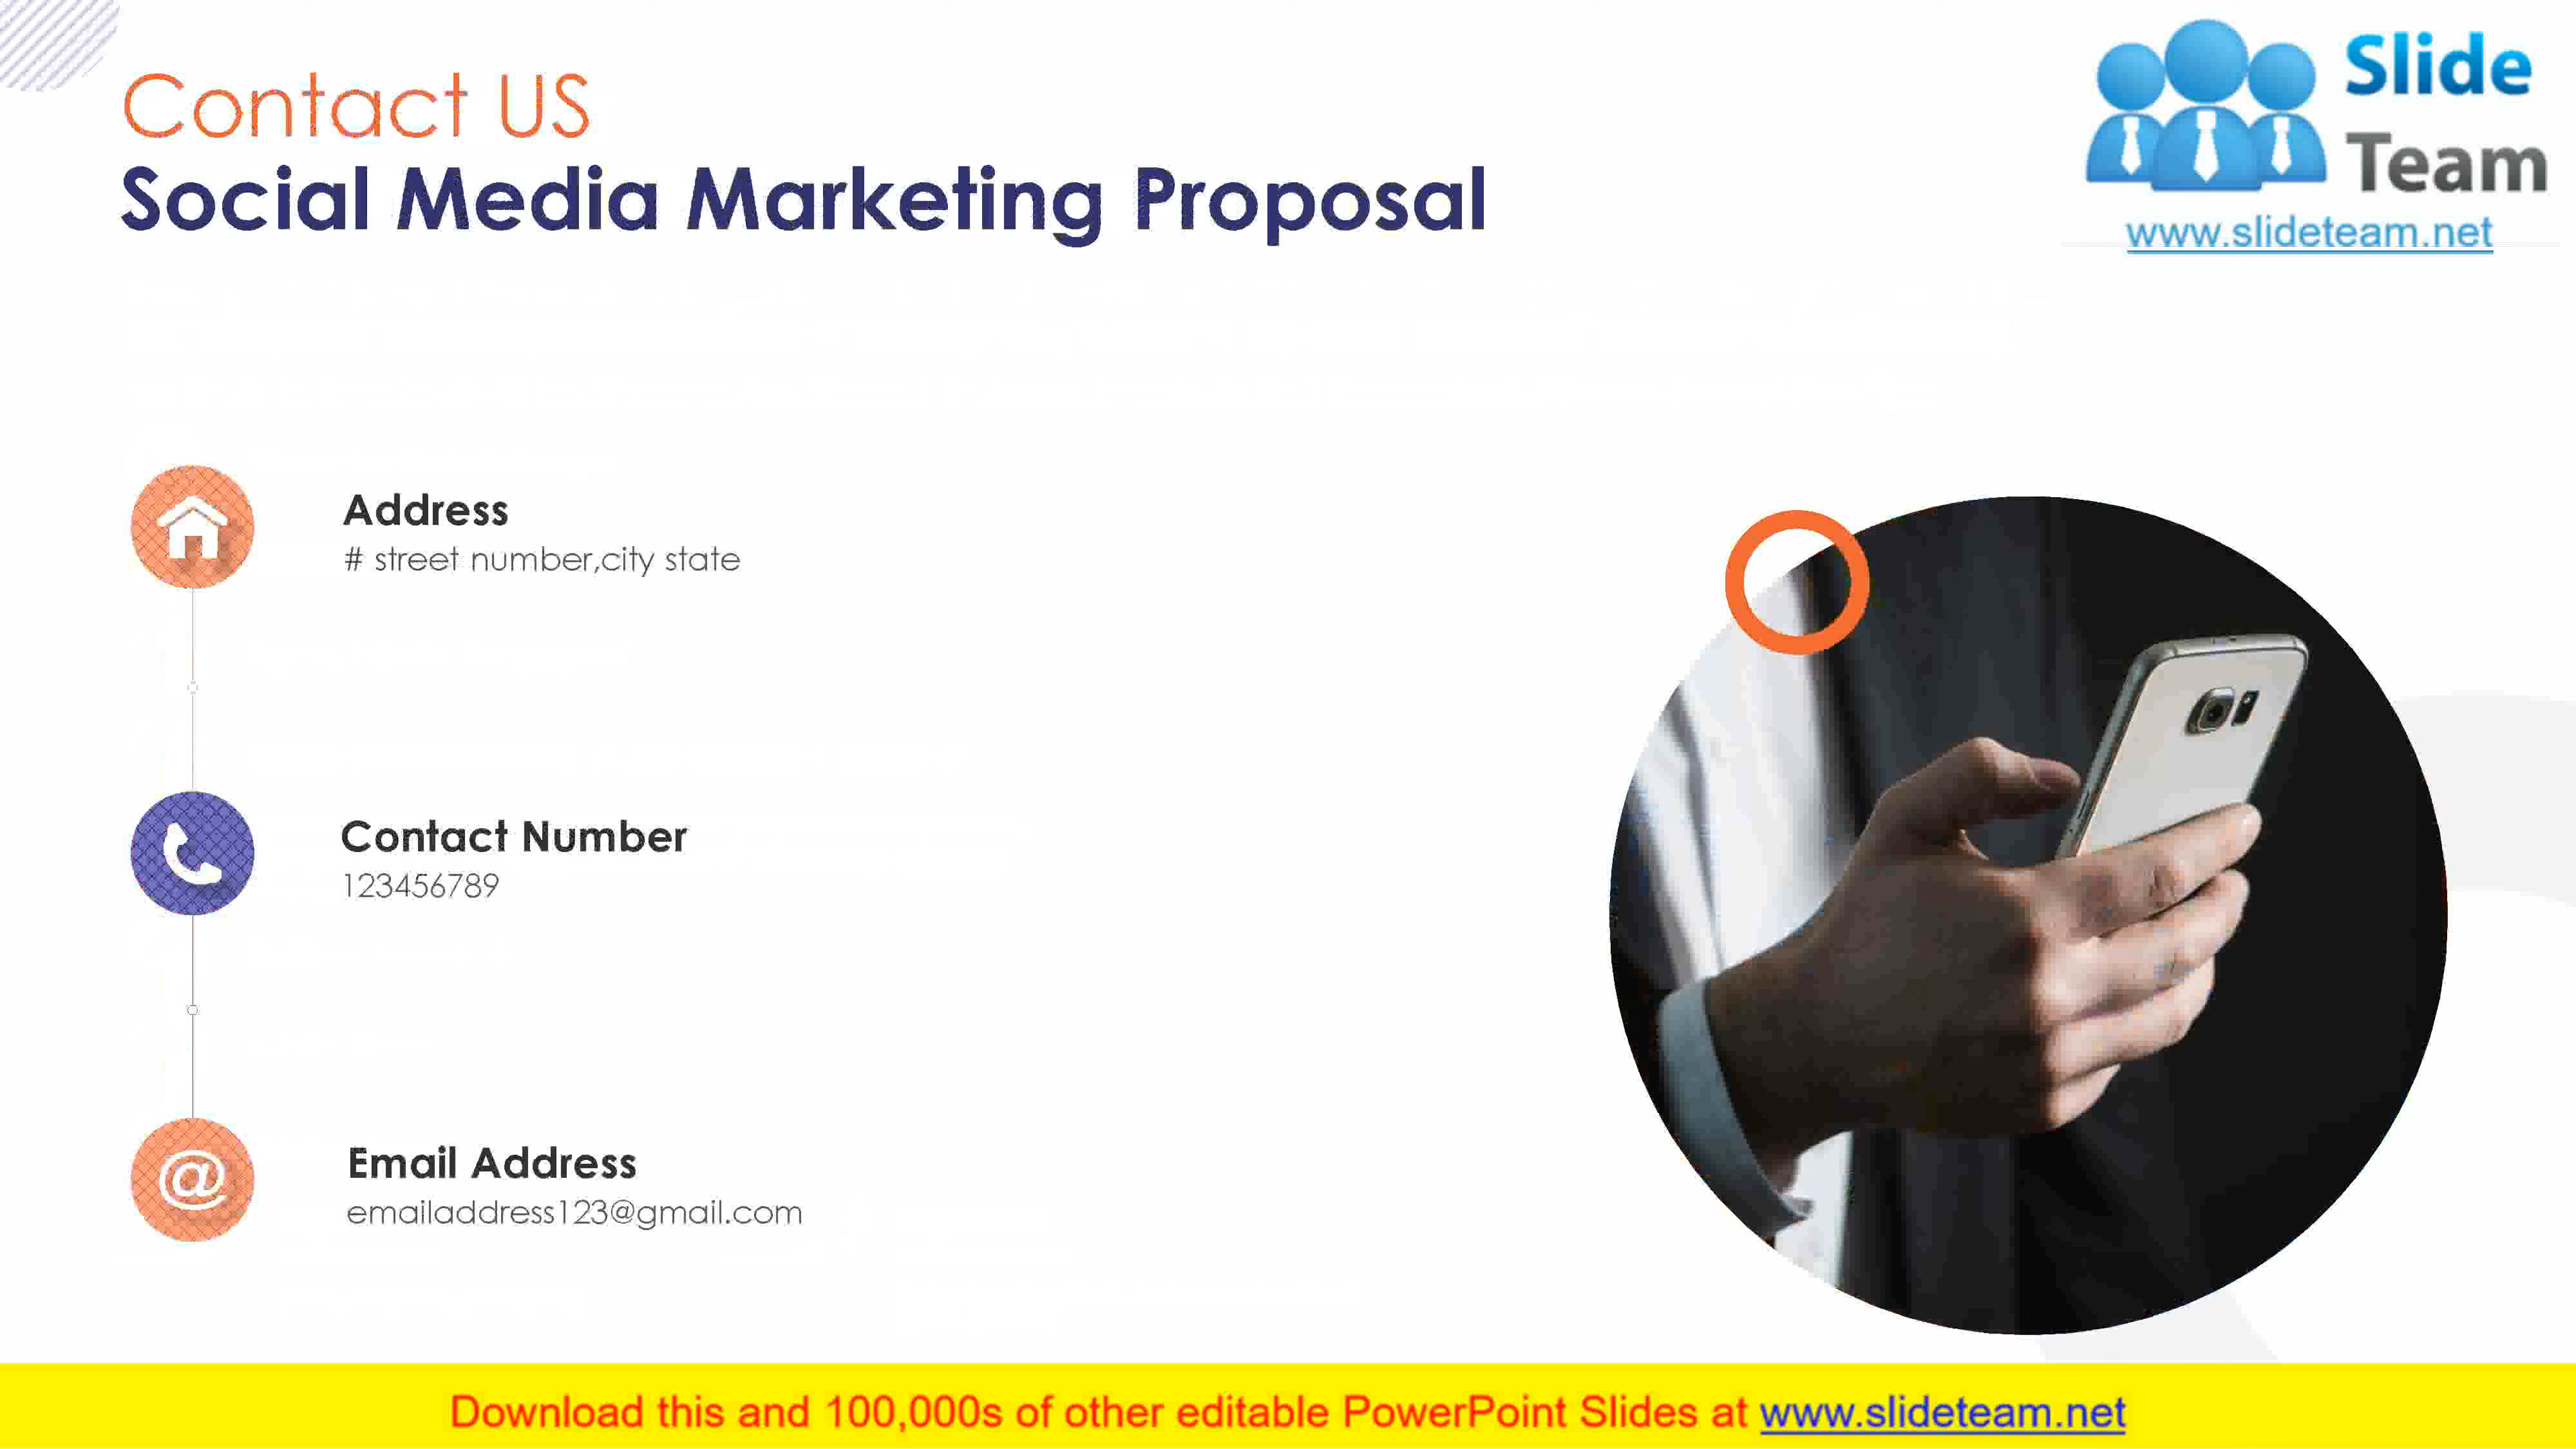 Contact US
Social Media Marketing Proposal
Slide
Team
www.slideteam.net
Address
# street number,city state
Contact Number
123456789
@
Email Address
emailaddress123@gmail.com
Download this and 100,000s of other editable PowerPoint Slides at www.slideteam.net